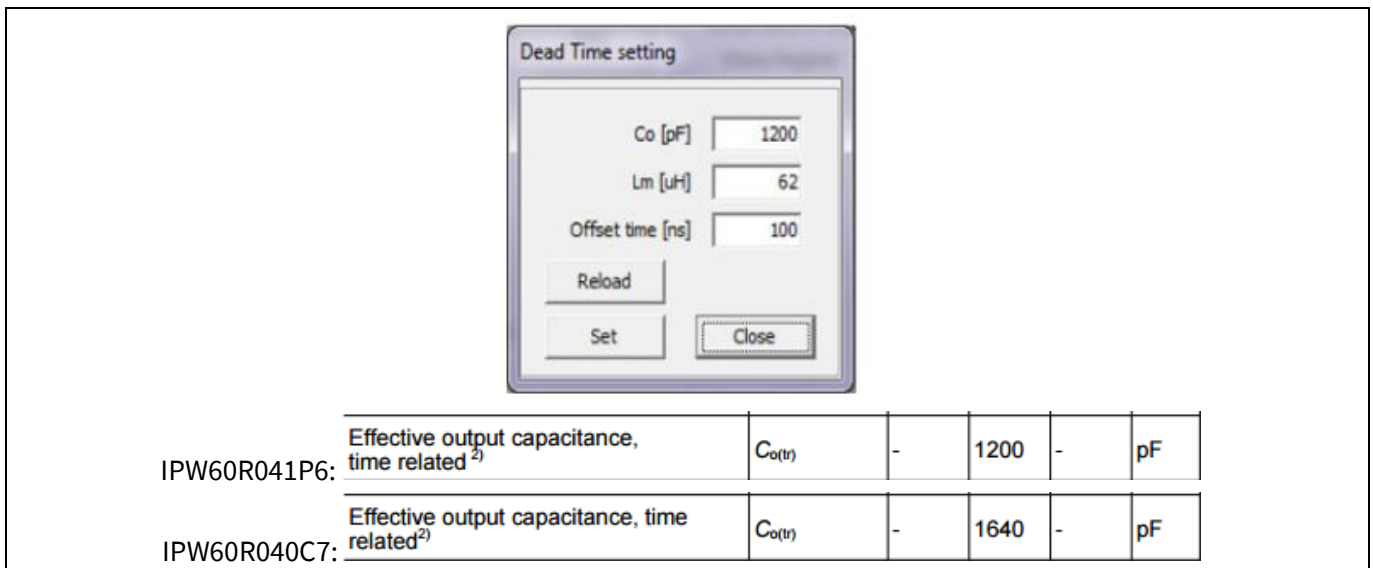 Dead Time setting
Co [pF] 1200
Lm [uH] 62
Offset time [ns] 100
Reload
Set Close
IPW60R041P6: Effective output capacitance, time related 2) Co(tr) - 1200 - pF
IPW60R040C7: Effective output capacitance, time related2) Co(tr) - 1640 - pF